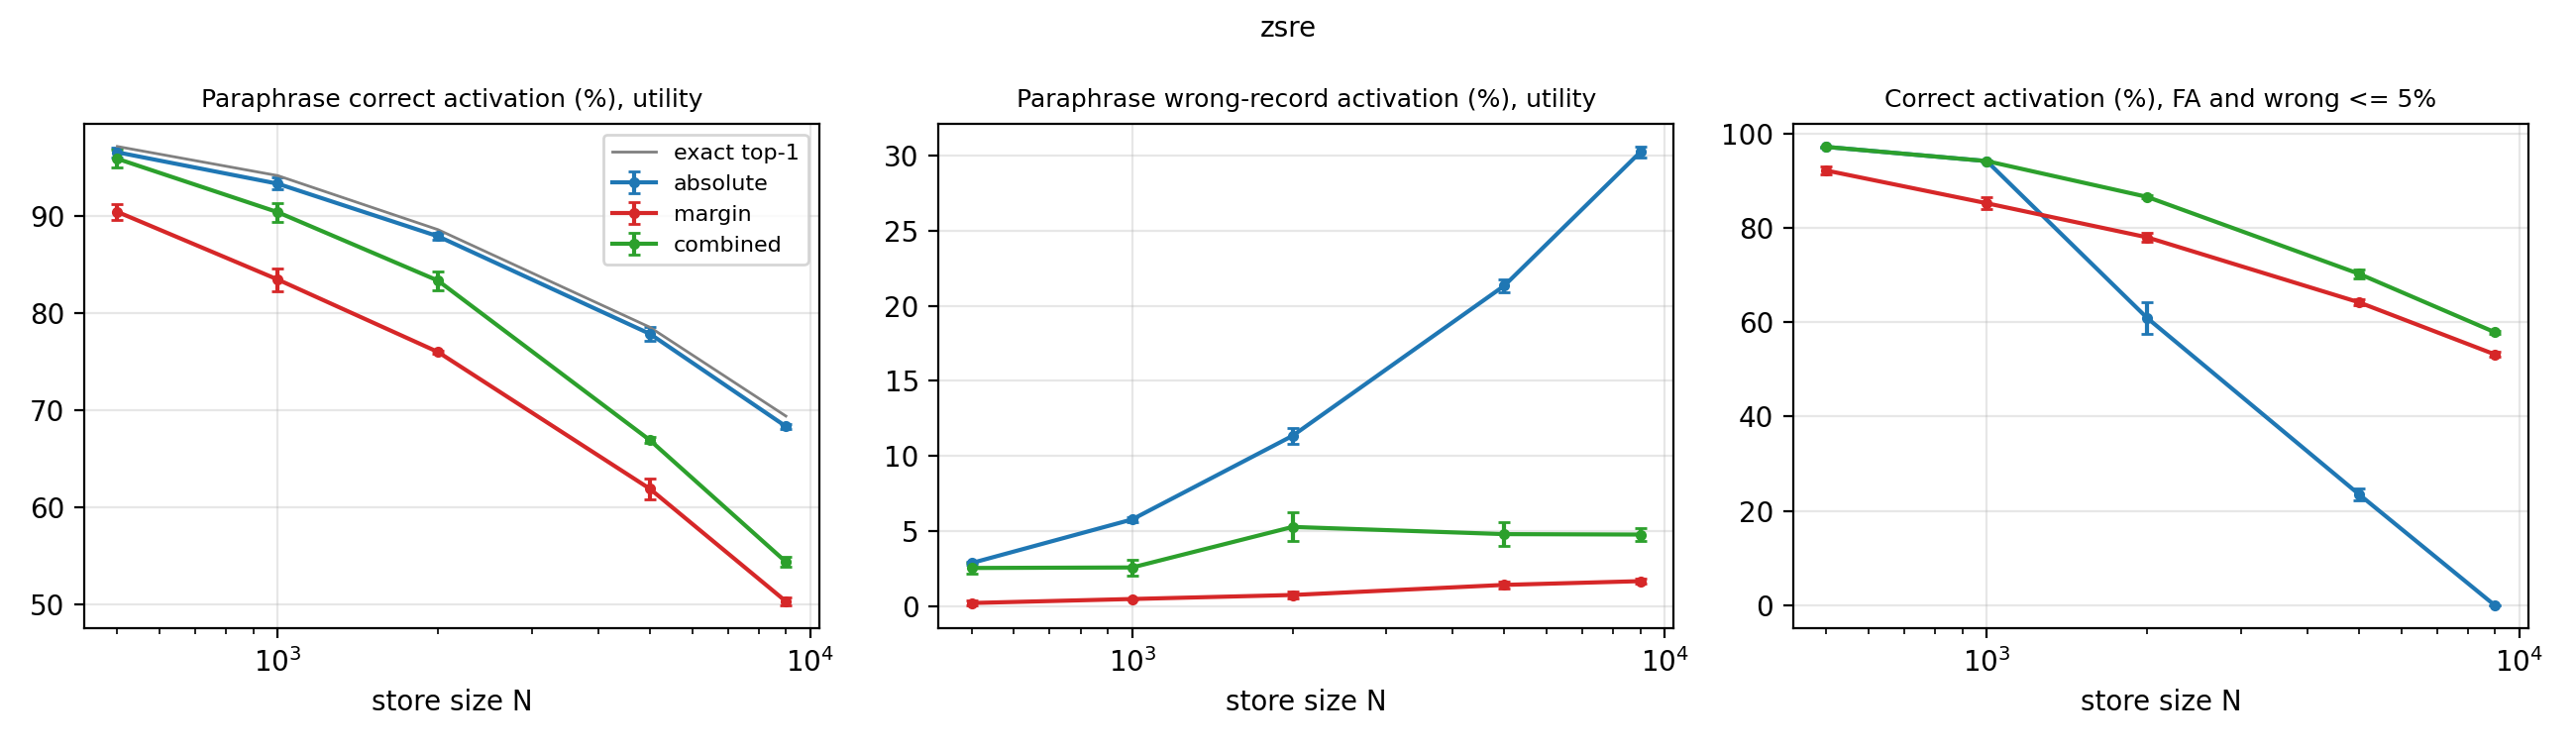 zsre
Paraphrase correct activation (%), utility
Paraphrase wrong-record activation (%), utility
Correct activation (%), FA and wrong <= 5%
exact top-1
absolute
margin
combined
90
80
70
60
50
10³
10⁴
store size N
30
25
20
15
10
5
0
10³
10⁴
store size N
100
80
60
40
20
0
10³
10⁴
store size N